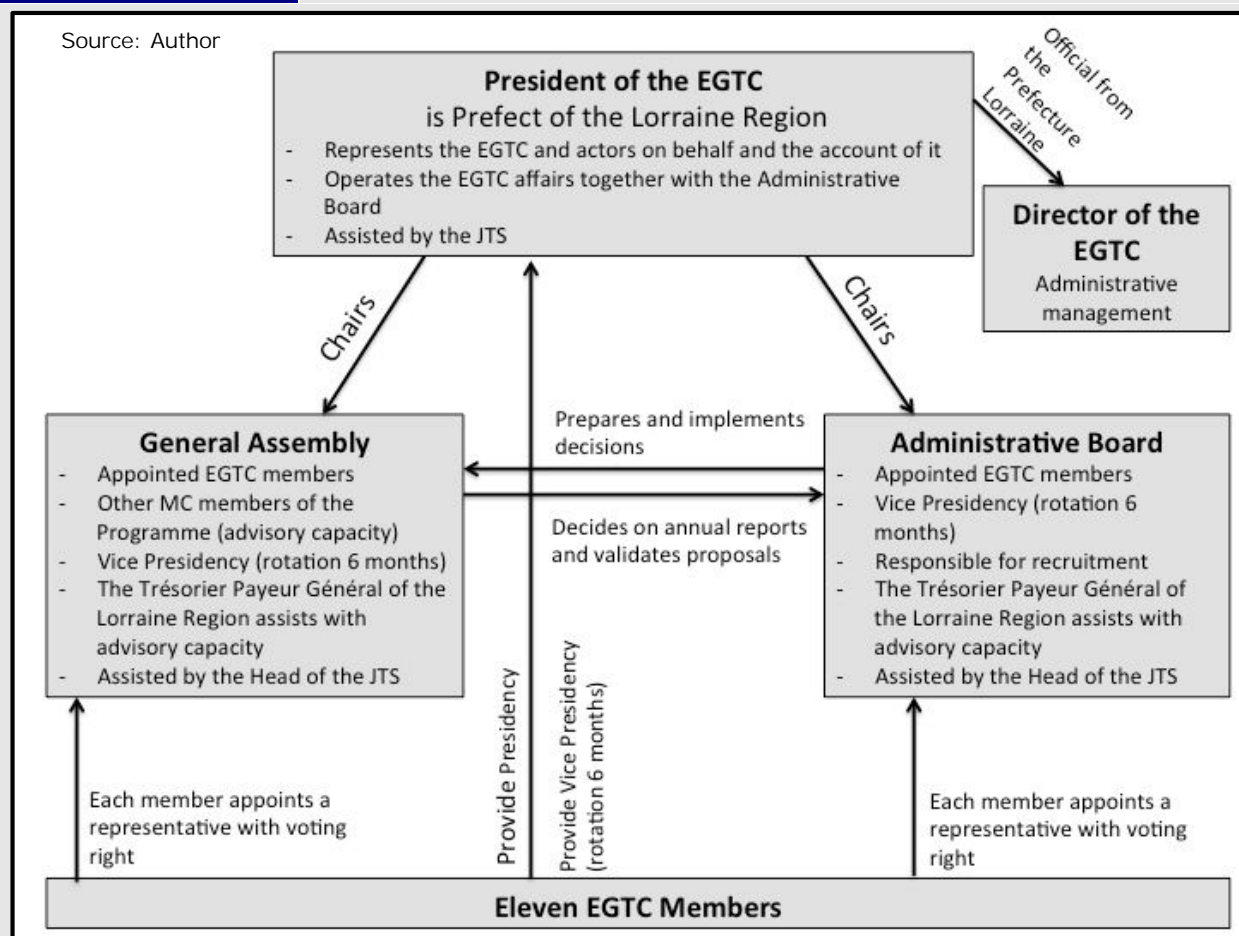 Source: Author
President of the EGTC
is Prefect of the Lorraine Region
- Represents the EGTC and actors on behalf and the account of it
- Operates the EGTC affairs together with the Administrative
Board
- Assisted by the JTS
Official from
the
Prefecture
Lorraine
Director of the
EGTC
Administrative
management
Chairs
Chairs
General Assembly
- Appointed EGTC members
- Other MC members of the
Programme (advisory capacity)
- Vice Presidency (rotation 6 months)
- The Trésorier Payeur Général of the
Lorraine Region assists with
advisory capacity
- Assisted by the Head of the JTS
Prepares and implements
decisions
Decides on annual reports
and validates proposals
Administrative Board
- Appointed EGTC members
- Vice Presidency (rotation 6
months)
- Responsible for recruitment
- The Trésorier Payeur Général of
the Lorraine Region assists with
advisory capacity
- Assisted by the Head of the JTS
Each member appoints a
representative with voting
right
Provide Presidency
Provide Vice Presidency
(rotation 6 months)
Each member appoints a
representative with voting
right
Eleven EGTC Members